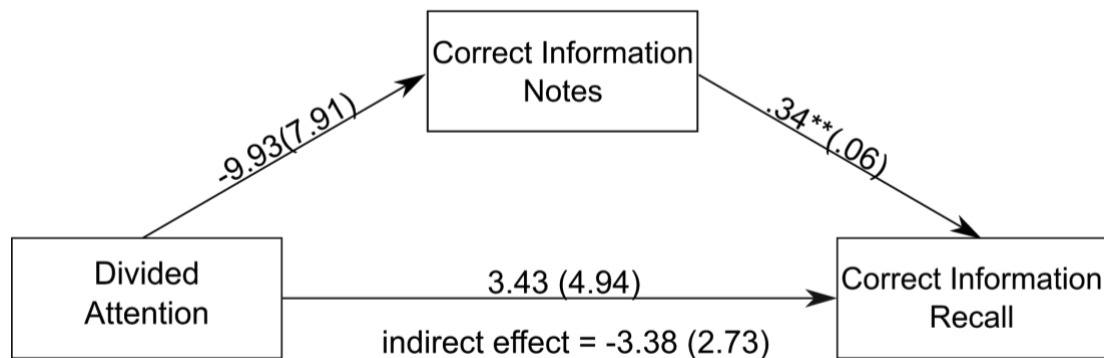 Correct Information
Notes
-9.93(7.91)
.34**(.06)
Divided
Attention
3.43 (4.94)
Correct Information
Recall
indirect effect = -3.38 (2.73)